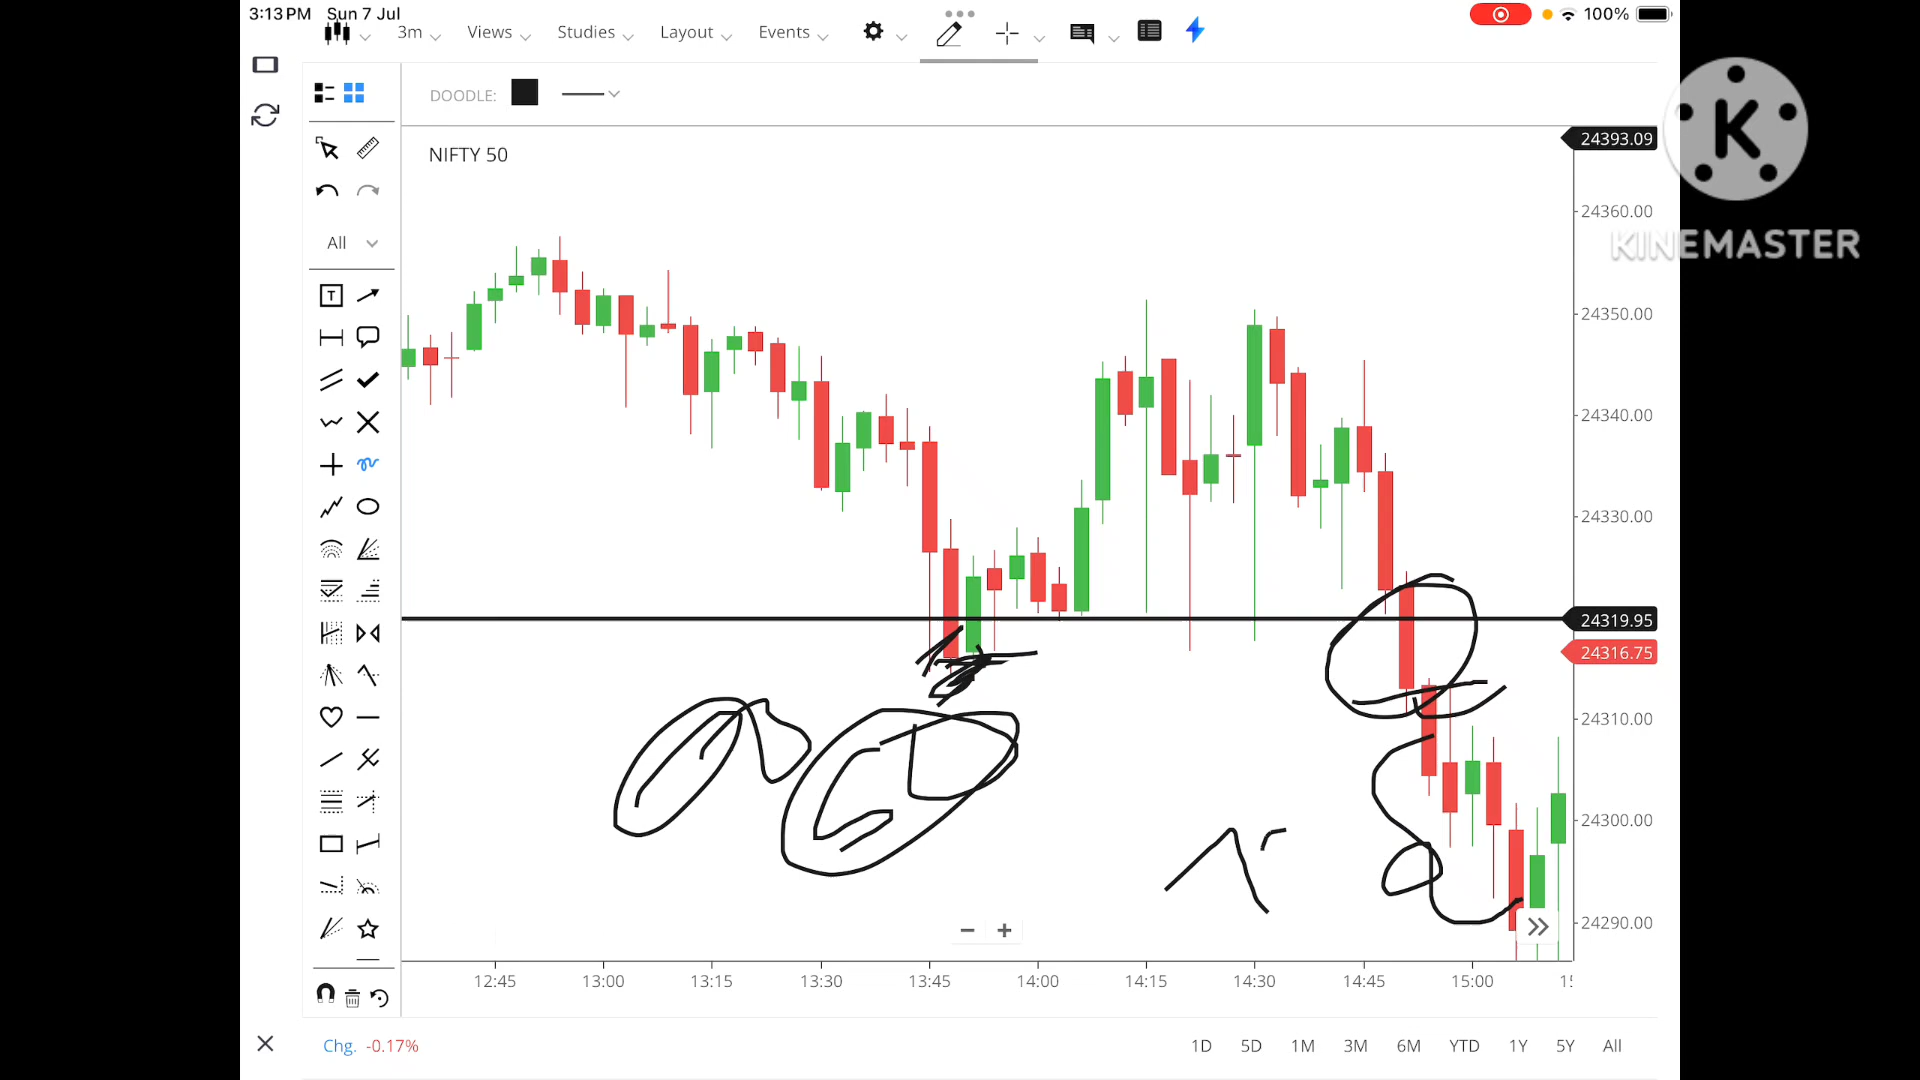 3:13PM Sun 7 Jul
100%
3m Views Studies Layout Events
DOODLE:
NIFTY 50
24393.09
24360.00
24350.00
24340.00
24330.00
24319.95
24316.75
24310.00
24300.00
24290.00
All
T
K
KINEMASTER
12:45 13:00 13:15 13:30 13:45 14:00 14:15 14:30 14:45 15:00
Chg. -0.17%
1D 5D 1M 3M 6M YTD 1Y 5Y All